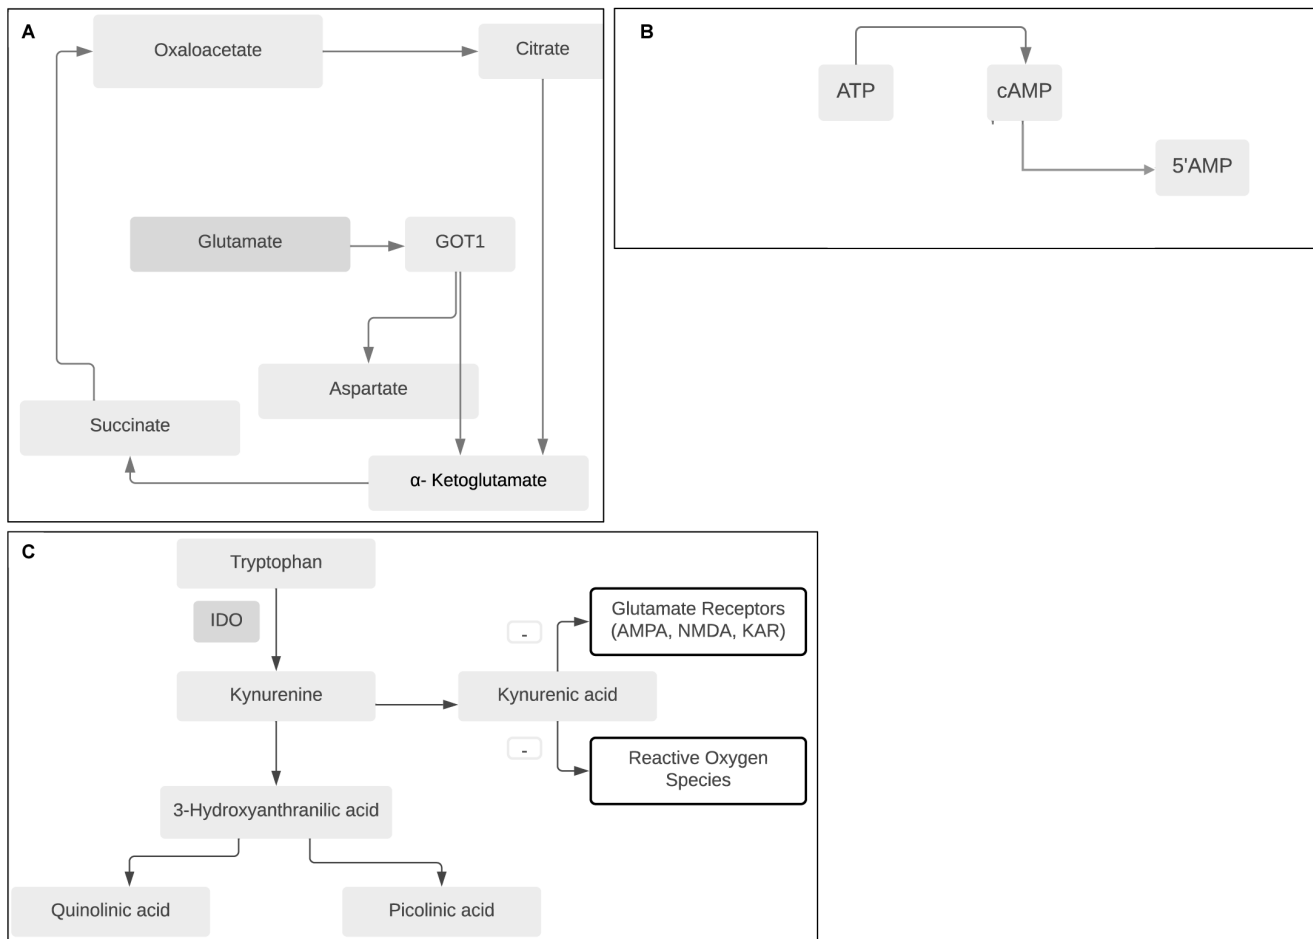 A
Oxaloacetate
Citrate
Glutamate
GOT1
Aspartate
Succinate
α- Ketoglutamate
B
ATP
cAMP
5'AMP
C
Tryptophan
IDO
Kynurenine
Kynurenic acid
-
Glutamate Receptors
(AMPA, NMDA, KAR)
-
Reactive Oxygen
Species
3-Hydroxyanthranilic acid
Quinolinic acid
Picolinic acid